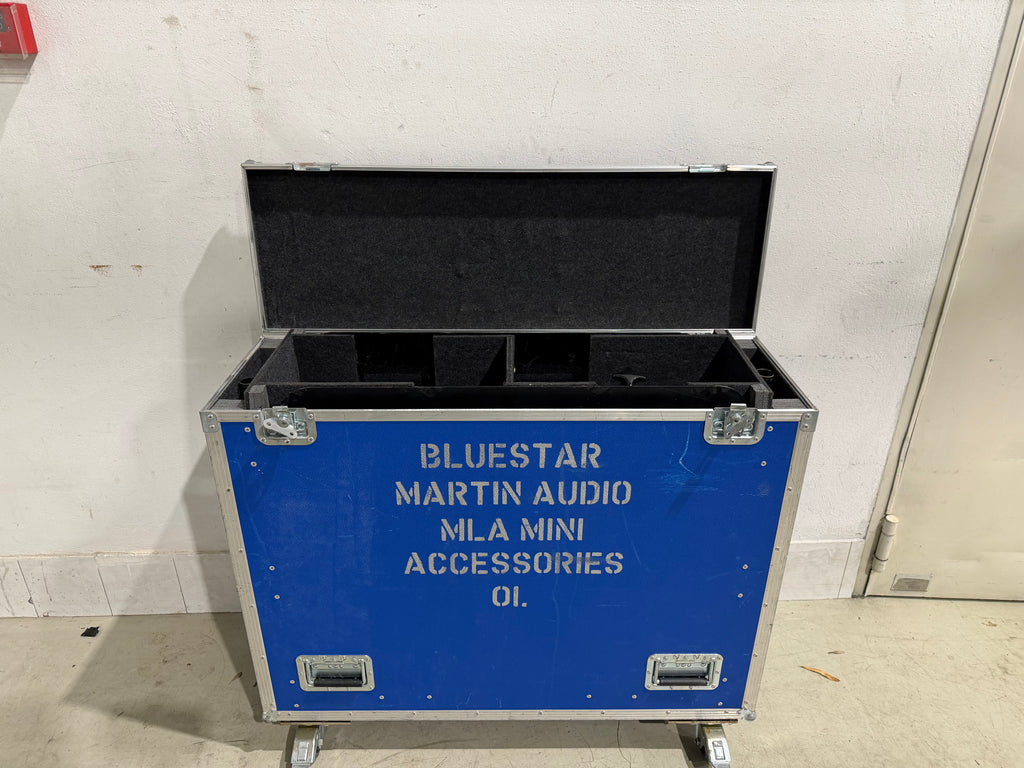 BLUESTAR
MARTIN AUDIO
MLA MINI
ACCESSORIES
01.